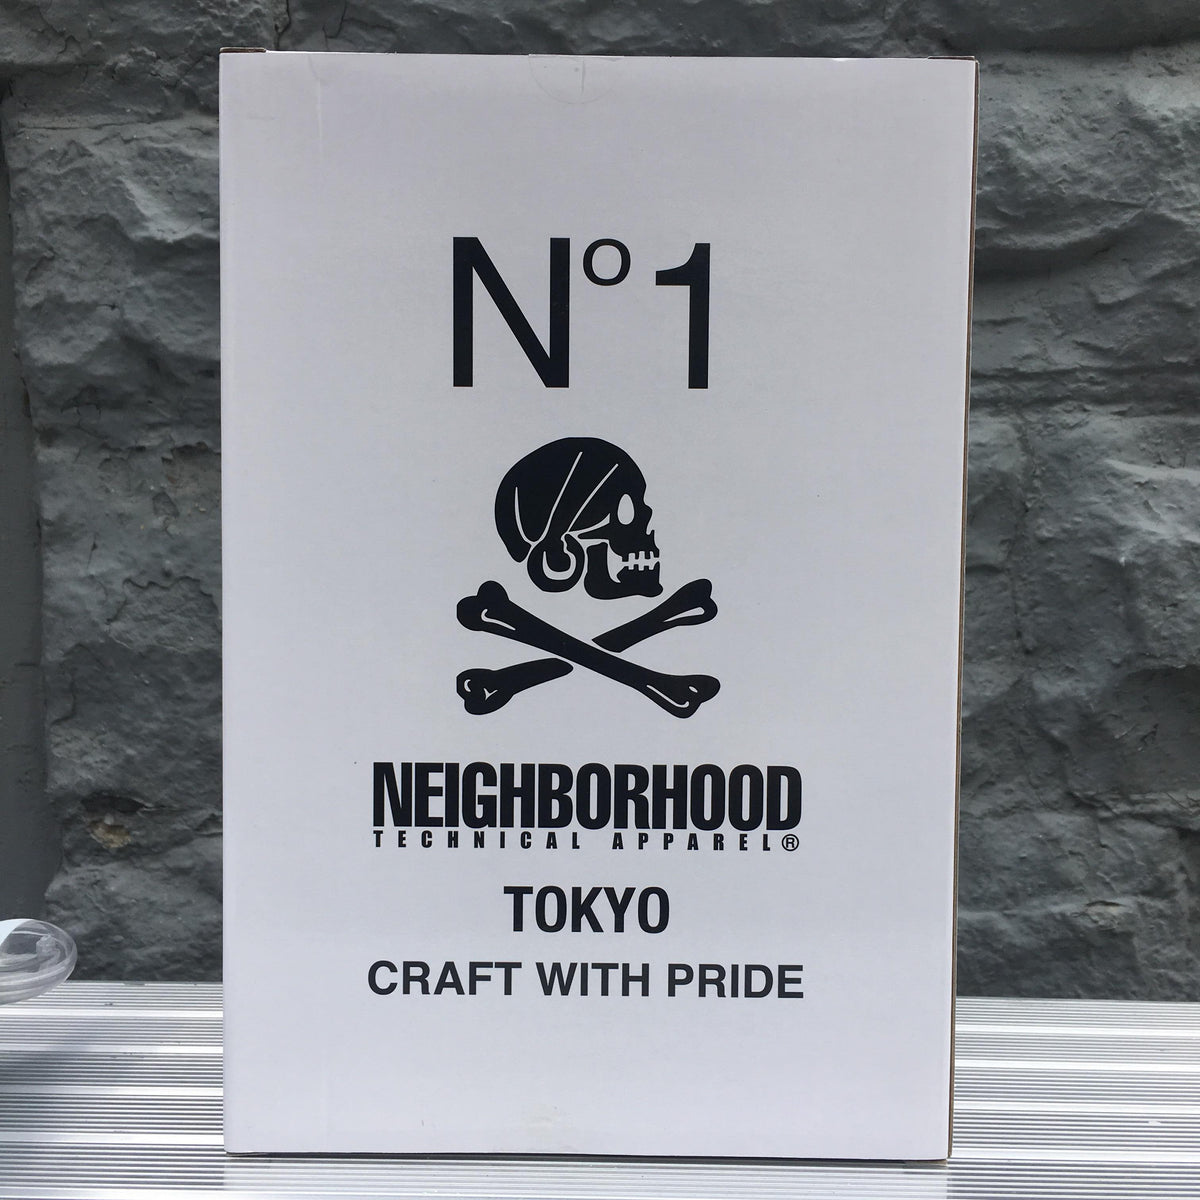 Nº1
NEIGHBORHOOD
TECHNICAL APPAREL®
TOKYO
CRAFT WITH PRIDE